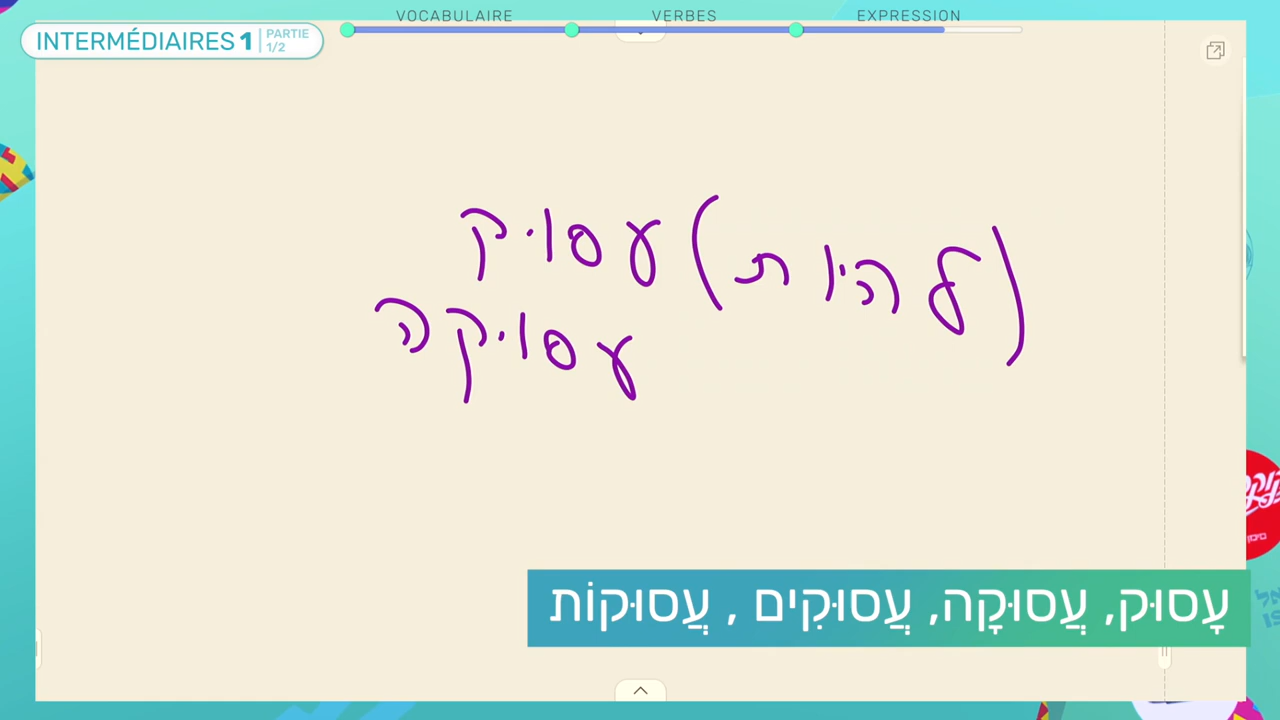 VOCABULAIRE VERBES EXPRESSION
INTERMÉDIAIRES 1 PARTIE 1/2
(להיות) עסוק
עסוקה
עָסוּק, עֲסוּקָה, עֲסוּקִים , עֲסוּקוֹת